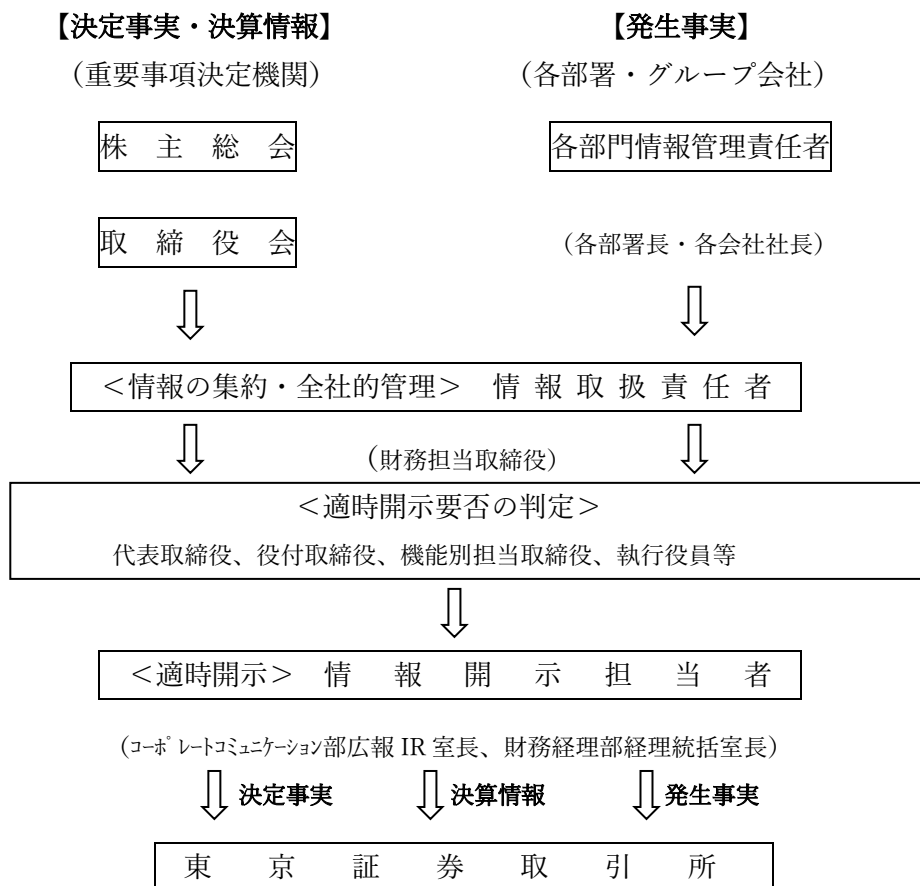 【決定事実・決算情報】 【発生事実】
（重要事項決定機関） （各部署・グループ会社）
株 主 総 会 各部門情報管理責任者
取 締 役 会 （各部署長・各会社社長）
＜情報の集約・全社的管理＞ 情 報 取 扱 責 任 者
（財務担当取締役）
＜適時開示要否の判定＞
代表取締役、役付取締役、機能別担当取締役、執行役員等
＜適時開示＞ 情 報 開 示 担 当 者
（ｺｰﾎﾟﾚｰﾄｺﾐｭﾆｹｰｼｮﾝ部広報 IR 室長、財務経理部経理統括室長）
決定事実 決算情報 発生事実
東 京 証 券 取 引 所